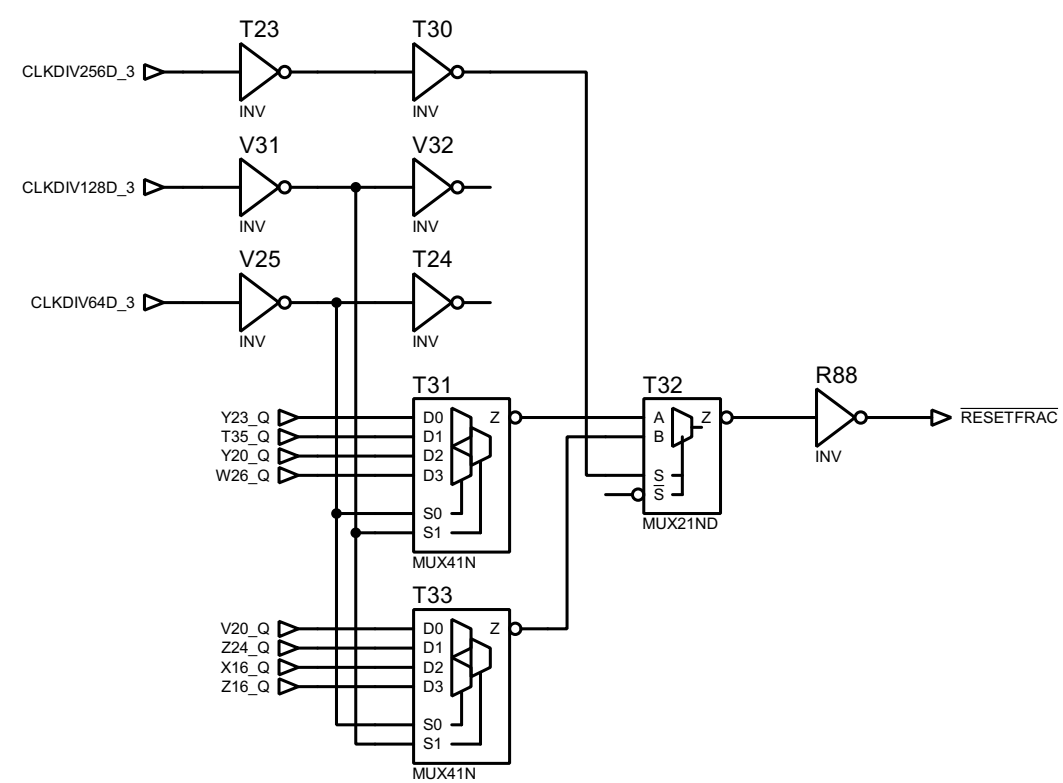 T23
T30
CLKDIV256D_3
INV
INV
V31
V32
CLKDIV128D_3
INV
INV
V25
T24
CLKDIV64D_3
INV
INV
T31
T32
R88
Y23_Q
D0
Z
A
Z
RESETFRAC
T35_Q
D1
B
Y20_Q
D2
INV
W26_Q
D3
S
S
S0
MUX21ND
S1
MUX41N
T33
V20_Q
D0
Z
Z24_Q
D1
X16_Q
D2
Z16_Q
D3
S0
S1
MUX41N